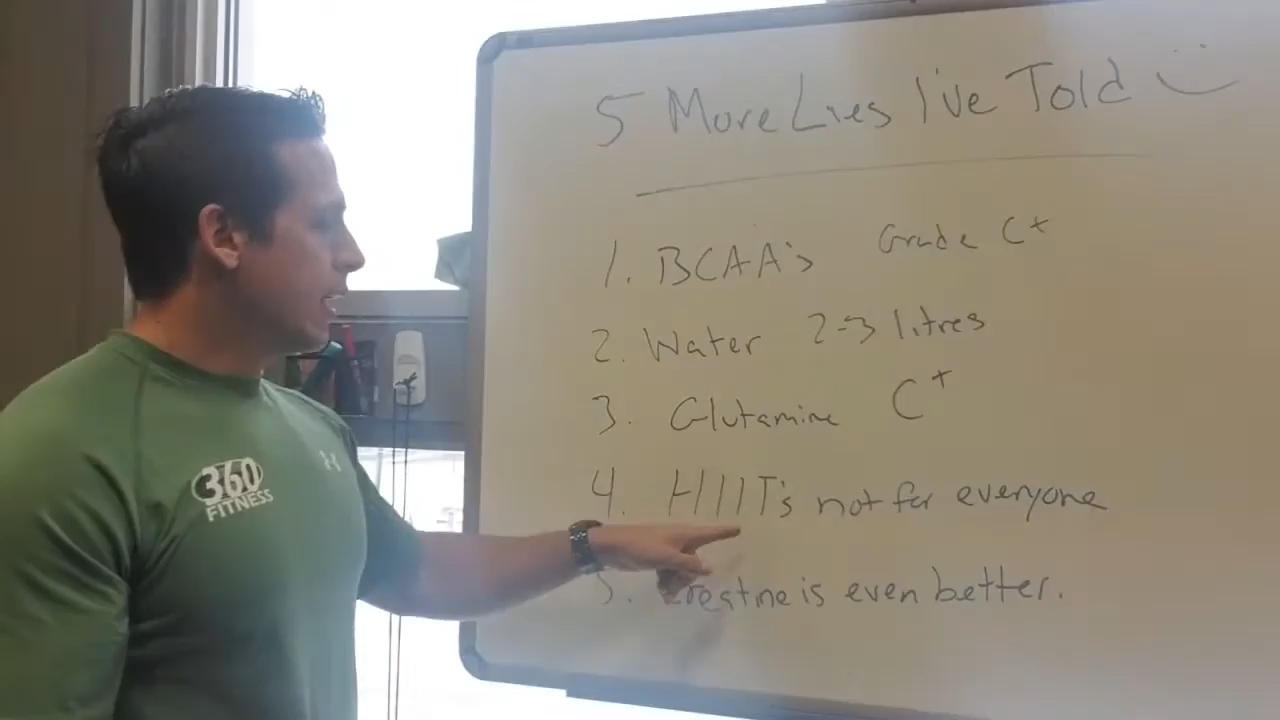 5 More Lies I've Told
1. BCAA's Grade C+
2. Water 2-3 litres
3. Glutamine C+
4. HIIT's not for everyone
5. Creatine is even better.
360
FITNESS